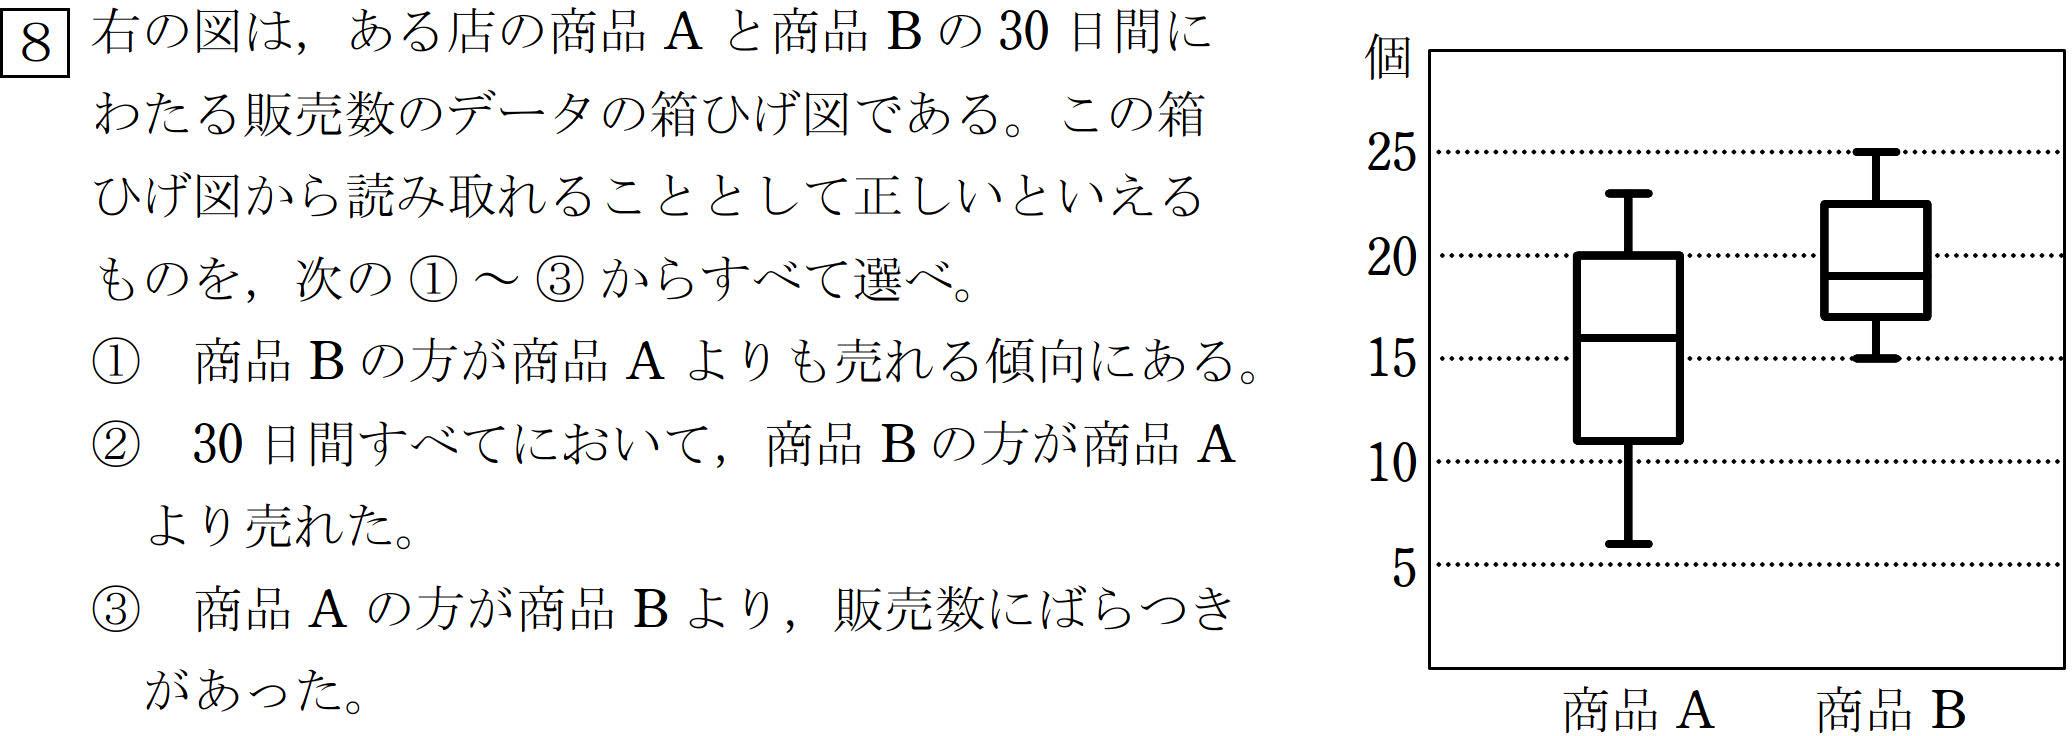 8 右の図は，ある店の商品 A と商品 B の 30 日間に
わたる販売数のデータの箱ひげ図である。この箱
ひげ図から読み取れることとして正しいといえる
ものを，次の ① ～ ③ からすべて選べ。
① 商品 B の方が商品 A よりも売れる傾向にある。
② 30 日間すべてにおいて，商品 B の方が商品 A
より売れた。
③ 商品 A の方が商品 B より，販売数にばらつき
があった。
個
25
20
15
10
5
商品 A 商品 B